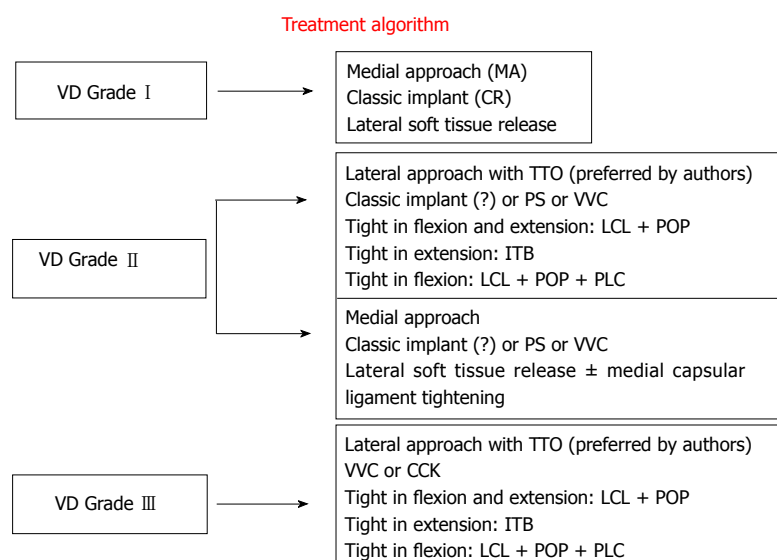 Treatment algorithm
VD Grade Ⅰ
Medial approach (MA)
Classic implant (CR)
Lateral soft tissue release
VD Grade Ⅱ
Lateral approach with TTO (preferred by authors)
Classic implant (?) or PS or VVC
Tight in flexion and extension: LCL + POP
Tight in extension: ITB
Tight in flexion: LCL + POP + PLC
Medial approach
Classic implant (?) or PS or VVC
Lateral soft tissue release ± medial capsular
ligament tightening
VD Grade Ⅲ
Lateral approach with TTO (preferred by authors)
VVC or CCK
Tight in flexion and extension: LCL + POP
Tight in extension: ITB
Tight in flexion: LCL + POP + PLC